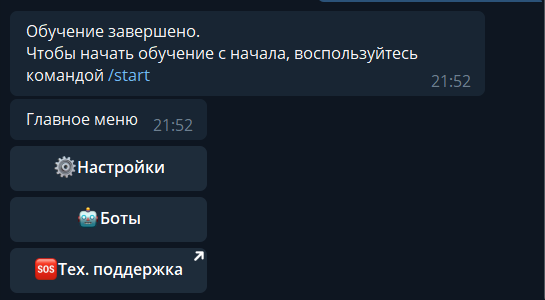 Обучение завершено.
Чтобы начать обучение с начала, воспользуйтесь
командой /start
21:52
Главное меню 21:52
Настройки
Боты
SOS Тех. поддержка